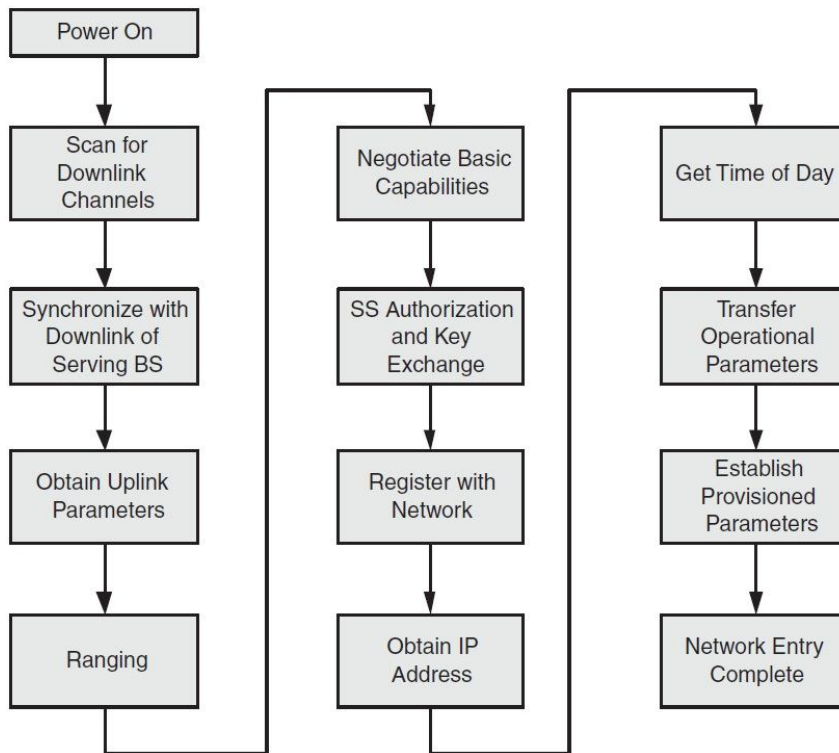 Power On
Scan for
Downlink
Channels
Synchronize with
Downlink of
Serving BS
Obtain Uplink
Parameters
Ranging
Negotiate Basic
Capabilities
SS Authorization
and Key
Exchange
Register with
Network
Obtain IP
Address
Get Time of Day
Transfer
Operational
Parameters
Establish
Provisioned
Parameters
Network Entry
Complete